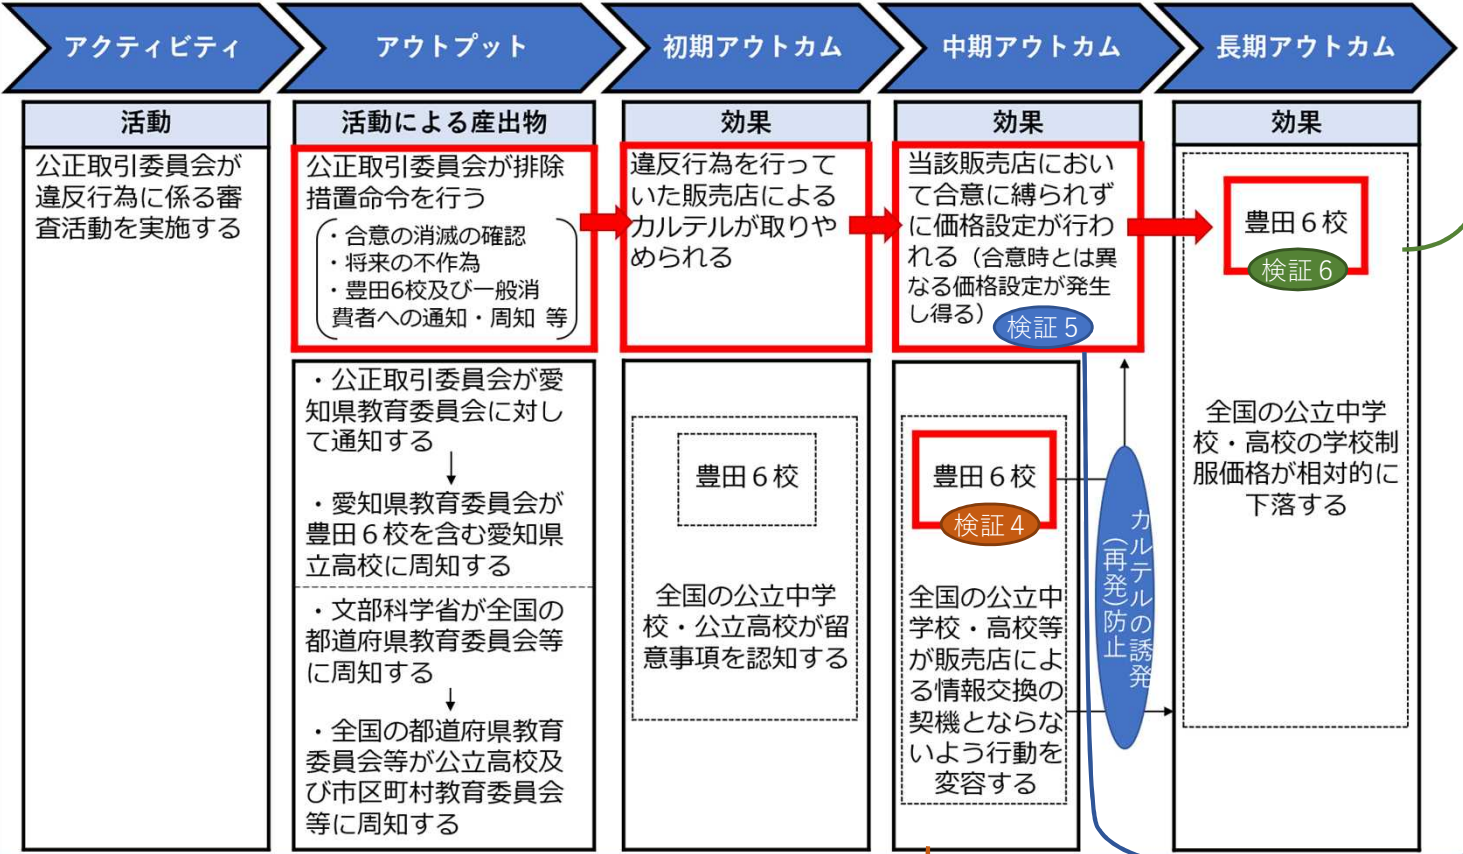 アクティビティ
アウトプット
初期アウトカム
中期アウトカム
長期アウトカム
活動
公正取引委員会が
違反行為に係る審
査活動を実施する
活動による産出物
公正取引委員会が排除
措置命令を行う
・合意の消滅の確認
・将来の不作為
・豊田6校及び一般消
費者への通知・周知 等
・公正取引委員会が愛
知県教育委員会に対し
て通知する
・愛知県教育委員会が
豊田６校を含む愛知県
立高校に周知する
・文部科学省が全国の
都道府県教育委員会等
に周知する
・全国の都道府県教育
委員会等が公立高校及
び市区町村教育委員会
等に周知する
効果
違反行為を行って
いた販売店による
カルテルが取りや
められる
豊田６校
全国の公立中学
校・公立高校が留
意事項を認知する
効果
当該販売店におい
て合意に縛られず
に価格設定が行わ
れる（合意時とは異
なる価格設定が発生
し得る）
検証５
豊田６校
検証４
全国の公立中
学校・高校等
が販売店によ
る情報交換の
契機とならな
いよう行動を
変容する
カルテルの誘発
（再発）防止
効果
豊田６校
検証６
全国の公立中学
校・高校の学校制
服価格が相対的に
下落する